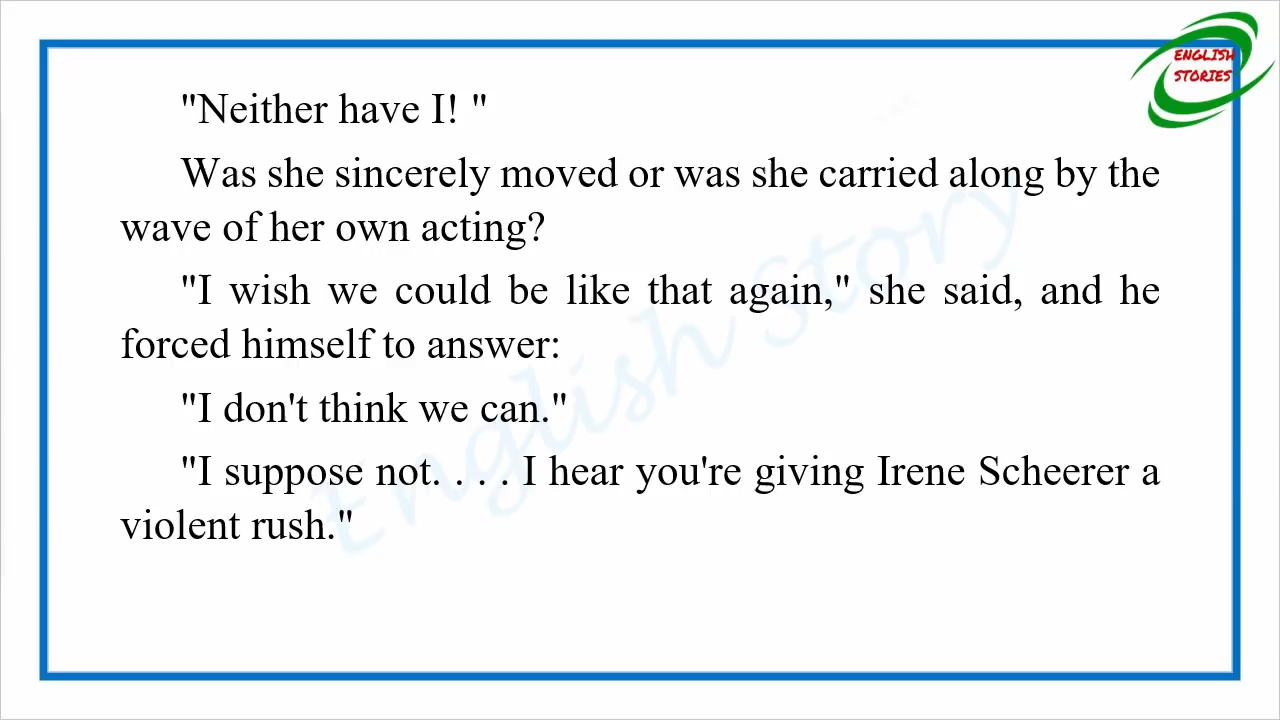 ENGLISH
STORIES
"Neither have I! "
Was she sincerely moved or was she carried along by the
wave of her own acting?
"I wish we could be like that again," she said, and he
forced himself to answer:
"I don't think we can."
"I suppose not. . . . I hear you're giving Irene Scheerer a
violent rush."
English Story